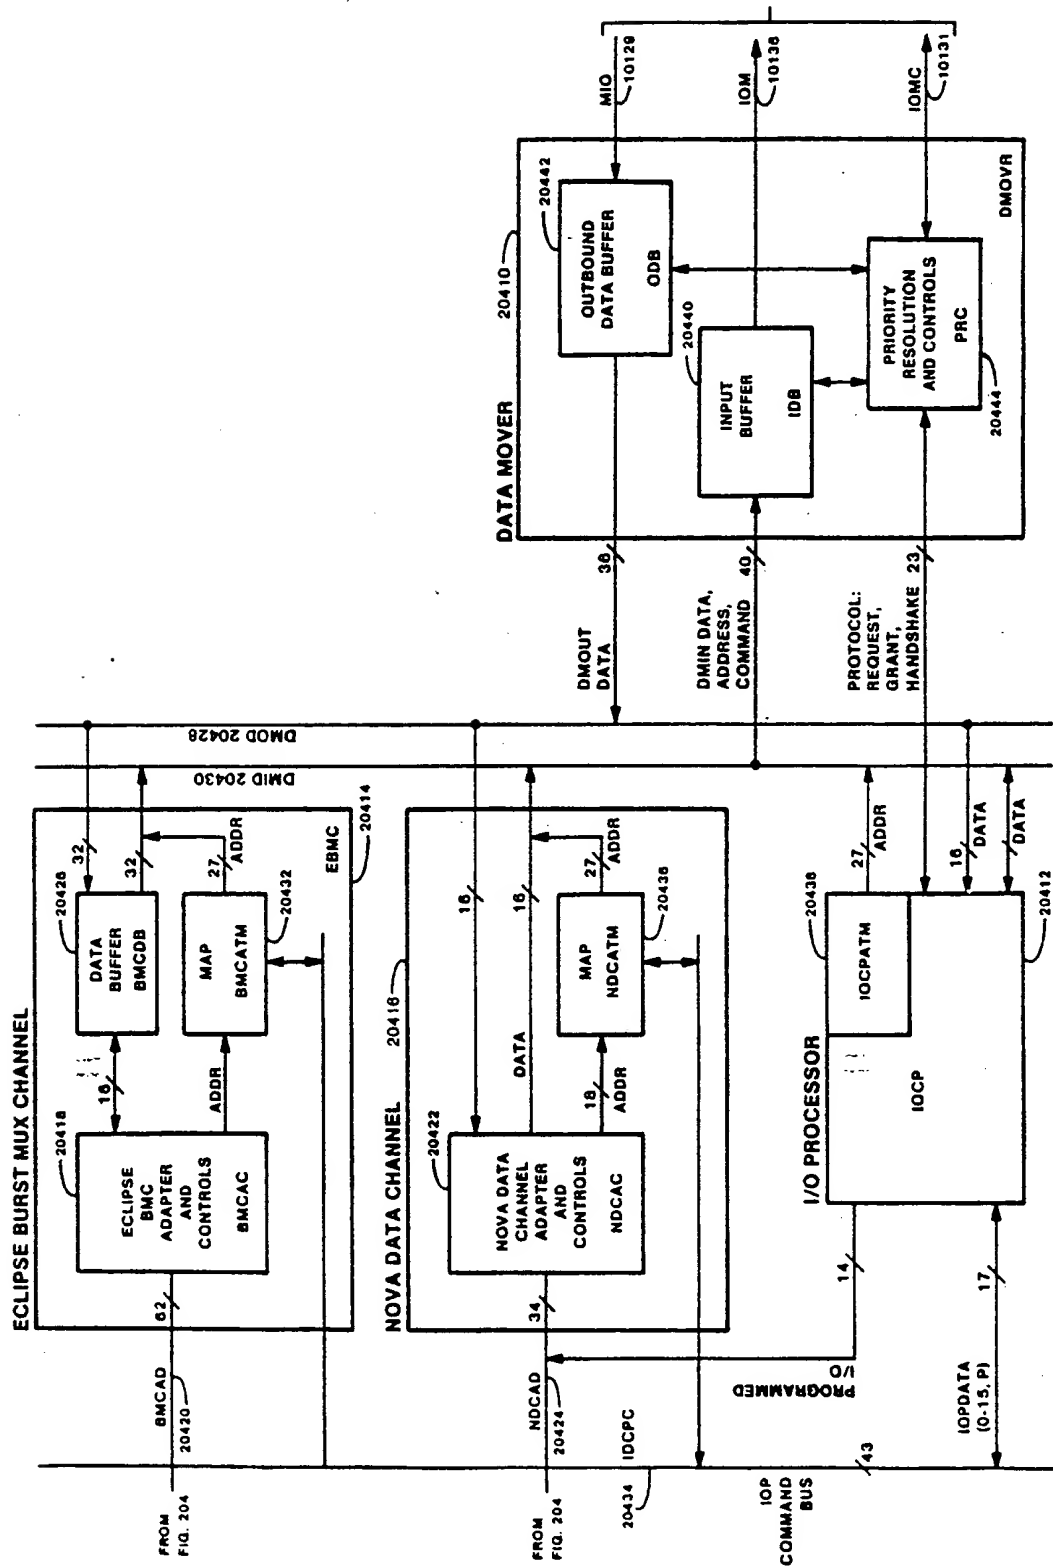 ECLIPSE BURST MUX CHANNEL
FROM
FIG. 204
BMCAD
20420
62
20418
ECLIPSE
BMC
ADAPTER
AND
CONTROLS
BMCAC
16
ADDR
20426
DATA
BUFFER
BMCDB
32
32
MAP
BMCATM
20432
27
ADDR
EBMC
20414
DMID 20430
DMOD 20428
NOVA DATA CHANNEL
20416
FROM
FIG. 204
NDCAD
20424
34
20422
NOVA DATA
CHANNEL
ADAPTER
AND
CONTROLS
NDCAC
16
16
DATA
18
ADDR
MAP
NDCATM
20436
27
ADDR
IDCPC
20434
PROGRAMMED
I/O
14
IOP
COMMAND
BUS
43
IOPDATA
(0-15, P)
17
I/O PROCESSOR
IOCP
IOCPATM
20438
27
ADDR
16
DATA
DATA
20412
DMOUT
DATA
36
DMIN DATA,
ADDRESS,
COMMAND
40
PROTOCOL:
REQUEST,
GRANT,
HANDSHAKE
23
DATA MOVER
20410
OUTBOUND
DATA BUFFER
ODB
20442
INPUT
BUFFER
IDB
20440
PRIORITY
RESOLUTION
AND CONTROLS
PRC
20444
DMOVR
MIO
10129
IOM
10136
IOMC
10131